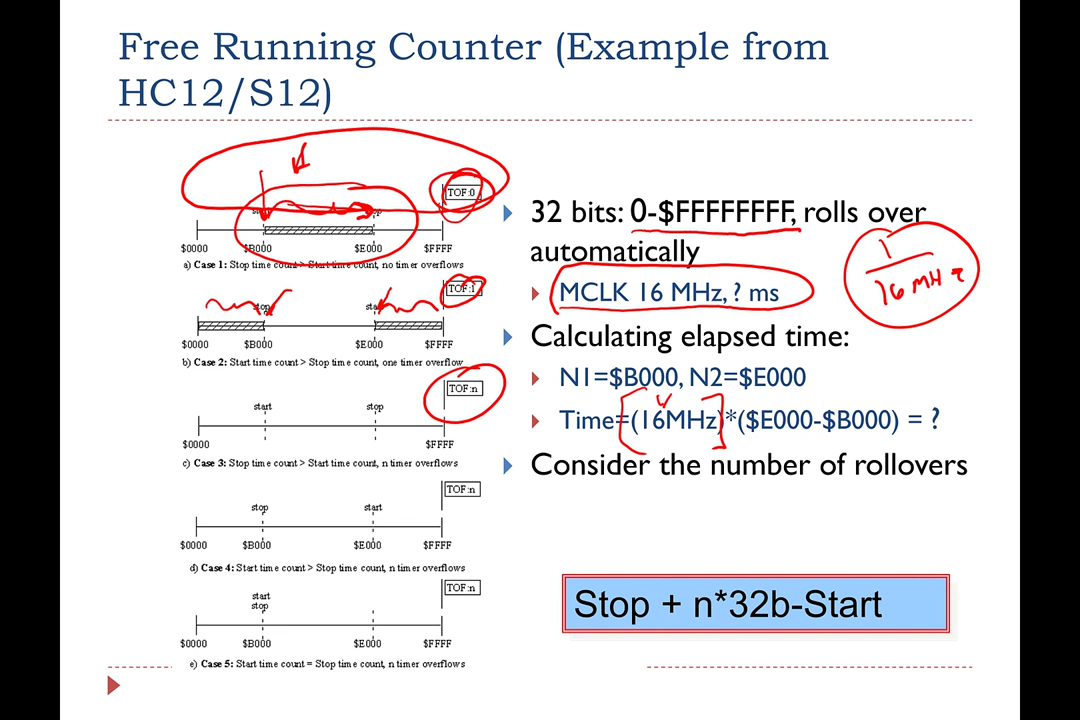 Free Running Counter (Example from
HC12/S12)
TOF:0
stop
$0000 $B000 $E000 $FFFF
a) Case 1: Stop time count > Start time count, no timer overflows
TOF:1
stop start
$0000 $B000 $E000 $FFFF
b) Case 2: Start time count > Stop time count, one timer overflow
TOF:n
start stop
$0000 $FFFF
c) Case 3: Stop time count > Start time count, n timer overflows
TOF:n
stop start
$0000 $B000 $E000 $FFFF
d) Case 4: Start time count > Stop time count, n timer overflows
TOF:n
start
stop
$0000 $B000 $E000 $FFFF
e) Case 5: Start time count = Stop time count, n timer overflows
32 bits: 0-$FFFFFFFF, rolls over
automatically
MCLK 16 MHz, ? ms
Calculating elapsed time:
N1=$B000, N2=$E000
Time=(16MHz)*($E000-$B000) = ?
Consider the number of rollovers
1
16 MHz
Stop + n*32b-Start